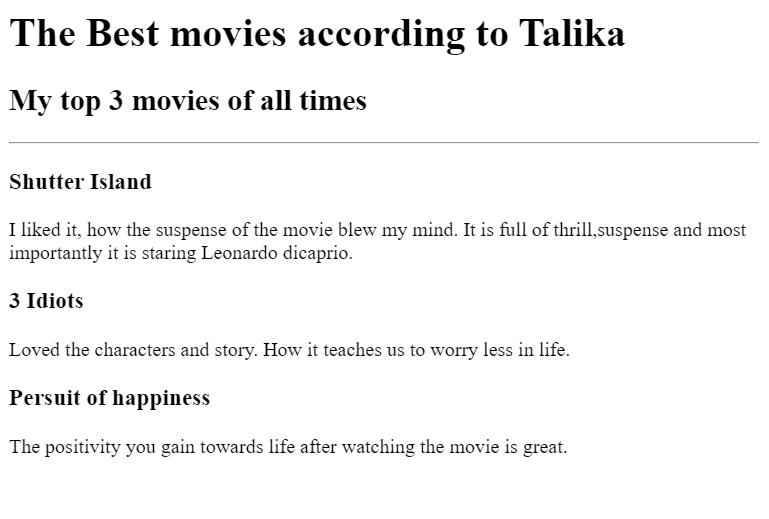 The Best movies according to Talika
My top 3 movies of all times
Shutter Island
I liked it, how the suspense of the movie blew my mind. It is full of thrill,suspense and most
importantly it is staring Leonardo dicaprio.
3 Idiots
Loved the characters and story. How it teaches us to worry less in life.
Persuit of happiness
The positivity you gain towards life after watching the movie is great.